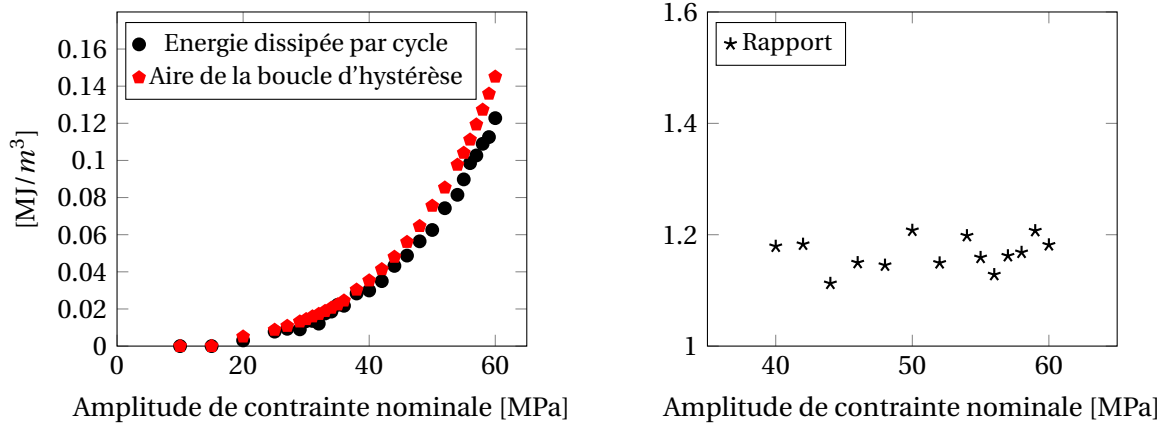 [MJ/m³]
0.16
0.14
0.12
0.1
0.08
0.06
0.04
0.02
0
Energie dissipée par cycle
Aire de la boucle d'hystérèse
0 20 40 60
Amplitude de contrainte nominale [MPa]
1.6
1.4
1.2
1
Rapport
40 50 60
Amplitude de contrainte nominale [MPa]